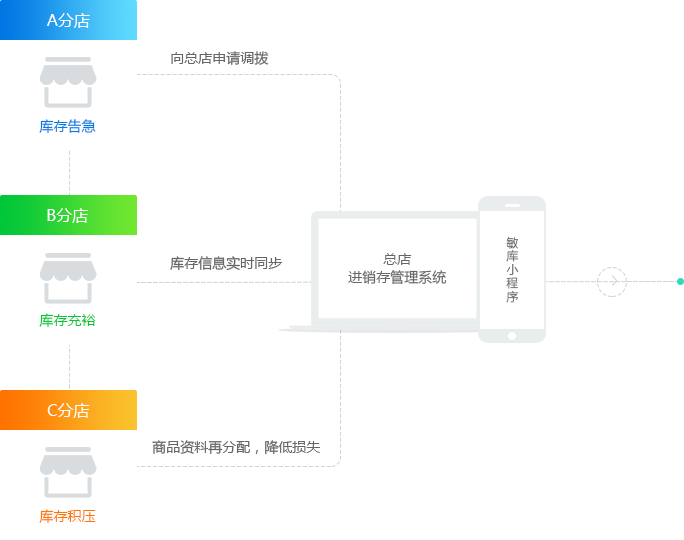 A分店
向总店申请调拨
库存告急
B分店
库存信息实时同步
总店
进销存管理系统
敏库小程序
库存充裕
C分店
商品资料再分配，降低损失
库存积压